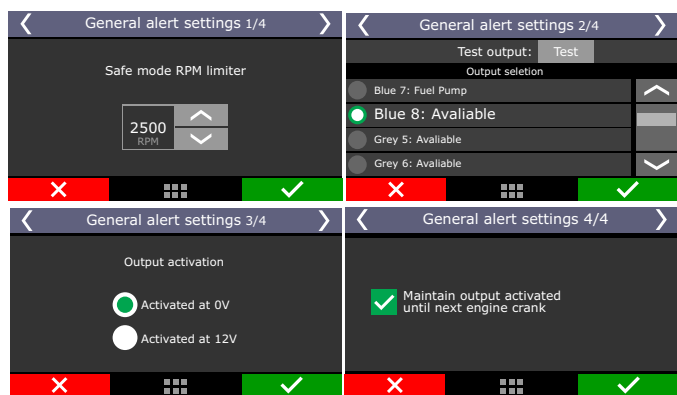 General alert settings 1/4
Safe mode RPM limiter
2500
RPM
General alert settings 2/4
Test output: Test
Output seletion
Blue 7: Fuel Pump
Blue 8: Avaliable
Grey 5: Avaliable
Grey 6: Avaliable
General alert settings 3/4
Output activation
Activated at 0V
Activated at 12V
General alert settings 4/4
Maintain output activated
until next engine crank